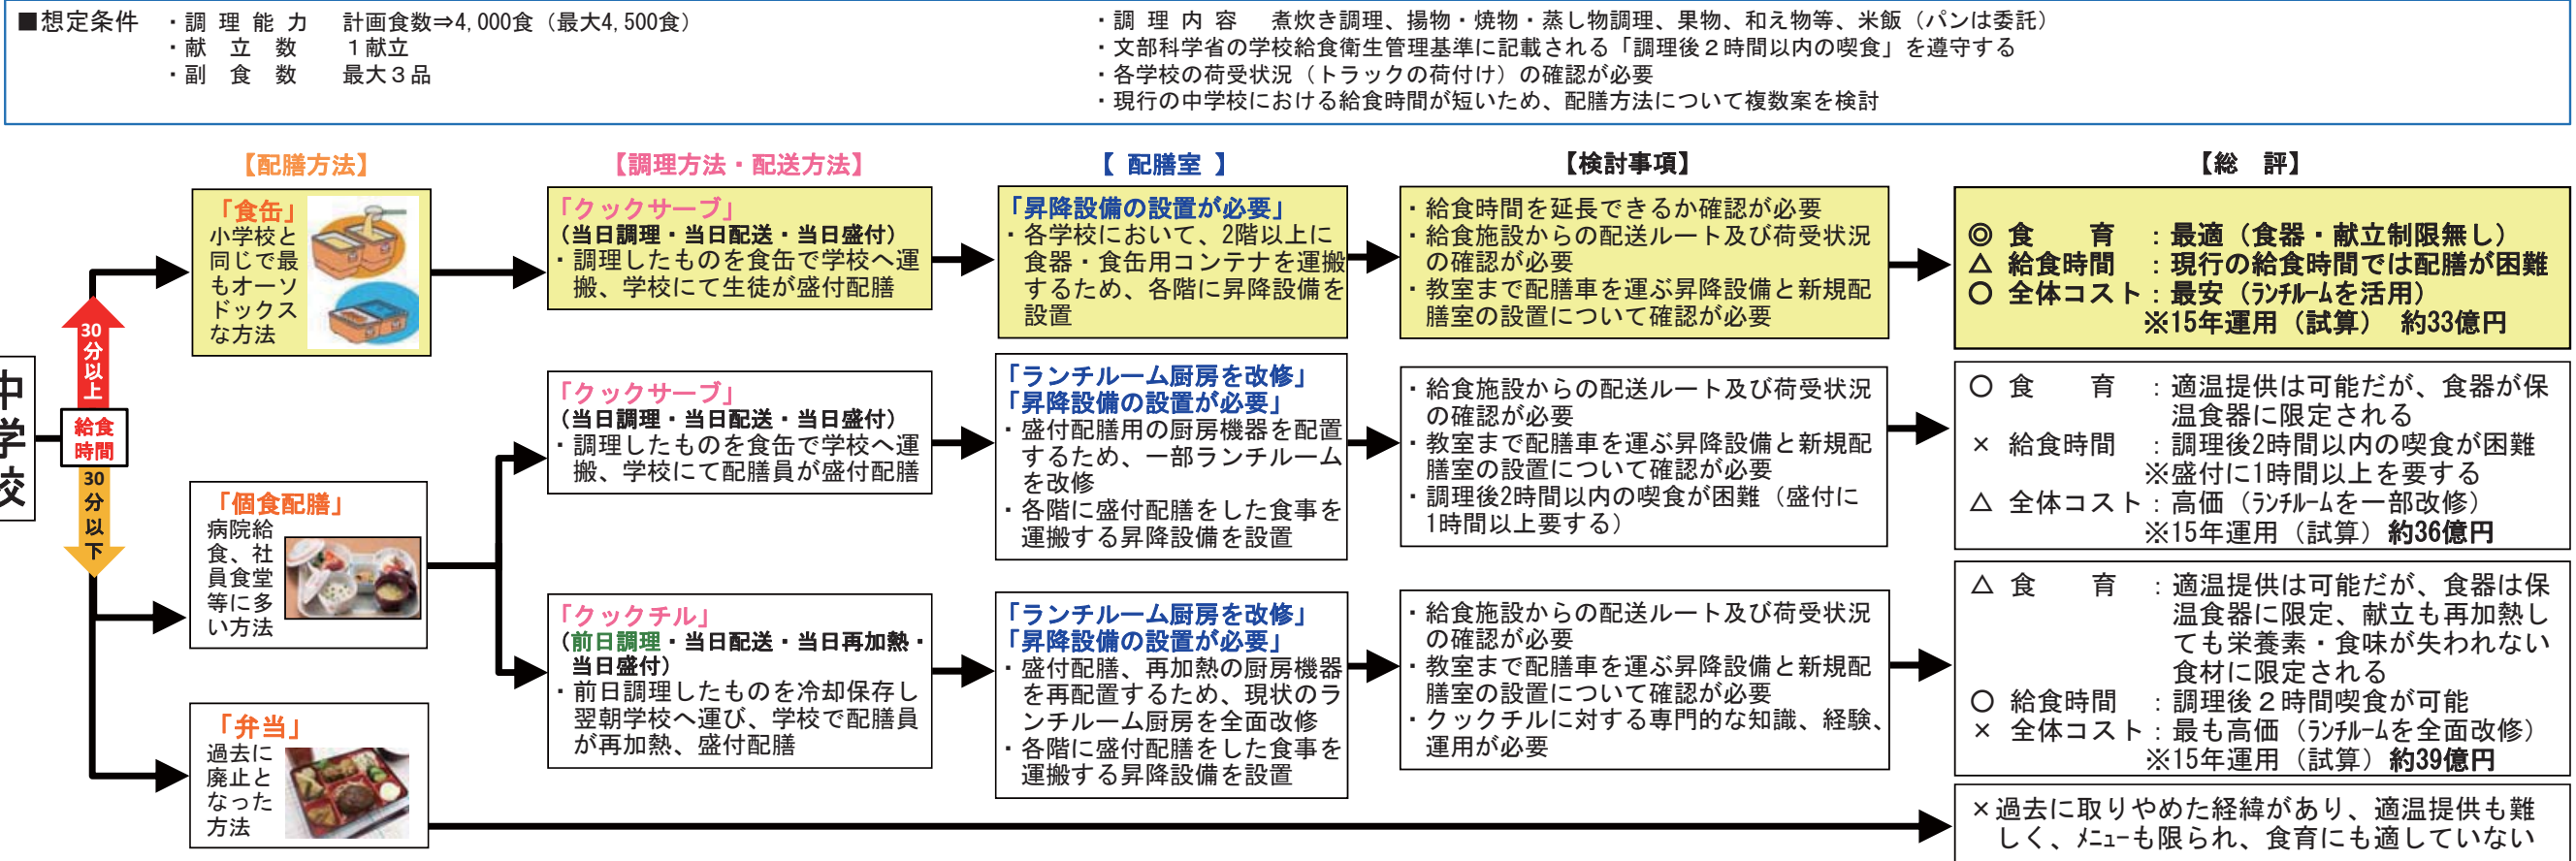 ■想定条件
・調 理 能 力　計画食数⇒4,000食（最大4,500食）
・献　立　数　１献立
・副　食　数　最大３品
・調 理 内 容　煮炊き調理、揚物・焼物・蒸し物調理、果物、和え物等、米飯（パンは委託）
・文部科学省の学校給食衛生管理基準に記載される「調理後２時間以内の喫食」を遵守する
・各学校の荷受状況（トラックの荷付け）の確認が必要
・現行の中学校における給食時間が短いため、配膳方法について複数案を検討
【配膳方法】
【調理方法・配送方法】
【 配膳室 】
【検討事項】
【総　評】
中学校
給食
時間
30分以上
30分以下
「食缶」
小学校と
同じで最
もオーソ
ドックス
な方法
「クックサーブ」
（当日調理・当日配送・当日盛付）
・調理したものを食缶で学校へ運
搬、学校にて生徒が盛付配膳
「昇降設備の設置が必要」
・各学校において、2階以上に
食器・食缶用コンテナを運搬
するため、各階に昇降設備を
設置
・給食時間を延長できるか確認が必要
・給食施設からの配送ルート及び荷受状況
の確認が必要
・教室まで配膳車を運ぶ昇降設備と新規配
膳室の設置について確認が必要
◎ 食　　育　：最適（食器・献立制限無し）
△ 給食時間　：現行の給食時間では配膳が困難
○ 全体コスト：最安（ﾗﾝﾁﾙｰﾑを活用）
※15年運用（試算）　約33億円
「個食配膳」
病院給
食、社
員食堂
等に多
い方法
「クックサーブ」
（当日調理・当日配送・当日盛付）
・調理したものを食缶で学校へ運
搬、学校にて配膳員が盛付配膳
「ランチルーム厨房を改修」
「昇降設備の設置が必要」
・盛付配膳用の厨房機器を配置
するため、一部ランチルーム
を改修
・各階に盛付配膳をした食事を
運搬する昇降設備を設置
・給食施設からの配送ルート及び荷受状況
の確認が必要
・教室まで配膳車を運ぶ昇降設備と新規配
膳室の設置について確認が必要
・調理後2時間以内の喫食が困難（盛付に
1時間以上要する）
○ 食　　育　：適温提供は可能だが、食器が保
温食器に限定される
× 給食時間　：調理後2時間以内の喫食が困難
※盛付に1時間以上を要する
△ 全体コスト：高価（ﾗﾝﾁﾙｰﾑを一部改修）
※15年運用（試算）約36億円
「クックチル」
（前日調理・当日配送・当日再加熱・
当日盛付）
・前日調理したものを冷却保存し
翌朝学校へ運び、学校で配膳員
が再加熱、盛付配膳
「ランチルーム厨房を改修」
「昇降設備の設置が必要」
・盛付配膳、再加熱の厨房機器
を再配置するため、現状のラ
ンチルーム厨房を全面改修
・各階に盛付配膳をした食事を
運搬する昇降設備を設置
・給食施設からの配送ルート及び荷受状況
の確認が必要
・教室まで配膳車を運ぶ昇降設備と新規配
膳室の設置について確認が必要
・クックチルに対する専門的な知識、経験、
運用が必要
△ 食　　育　：適温提供は可能だが、食器は保
温食器に限定、献立も再加熱し
ても栄養素・食味が失われない
食材に限定される
○ 給食時間　：調理後２時間喫食が可能
× 全体コスト：最も高価（ﾗﾝﾁﾙｰﾑを全面改修）
※15年運用（試算）約39億円
「弁当」
過去に
廃止と
なった
方法
×過去に取りやめた経緯があり、適温提供も難
しく、ﾒﾆｭｰも限られ、食育にも適していない